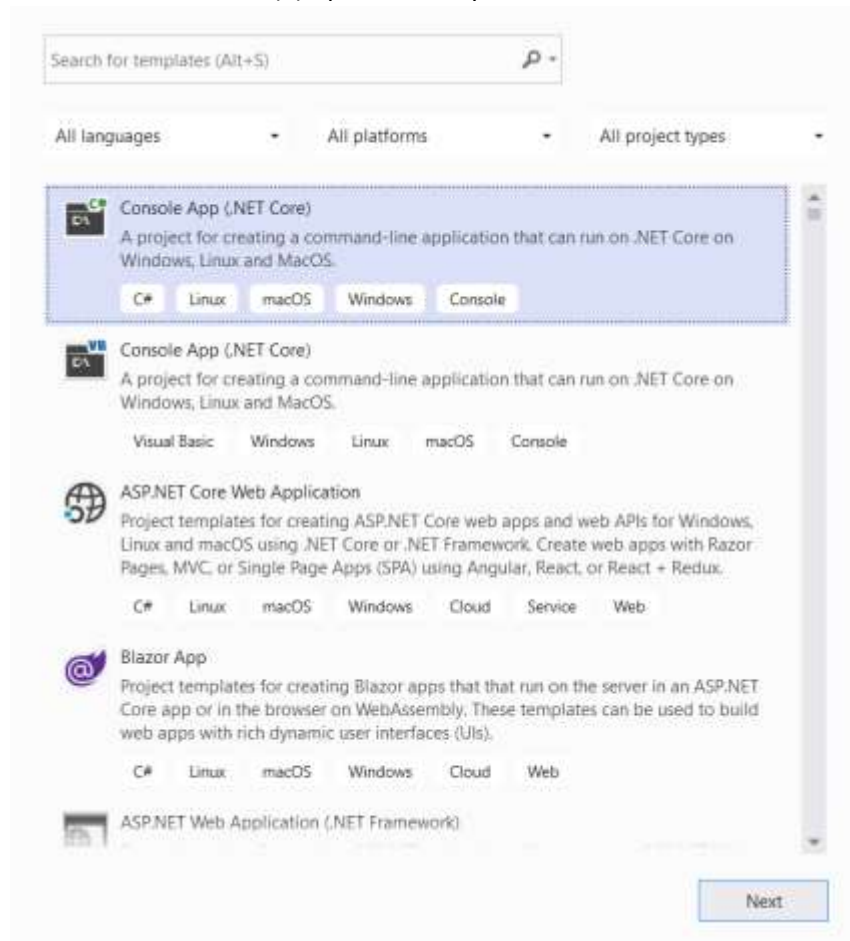 Search for templates (Alt+S)
All languages All platforms All project types
C#
Console App (.NET Core)
A project for creating a command-line application that can run on .NET Core on
Windows, Linux and MacOS.
C# Linux macOS Windows Console
VB
Console App (.NET Core)
A project for creating a command-line application that can run on .NET Core on
Windows, Linux and MacOS.
Visual Basic Windows Linux macOS Console
ASP.NET Core Web Application
Project templates for creating ASP.NET Core web apps and web APIs for Windows,
Linux and macOS using .NET Core or .NET Framework. Create web apps with Razor
Pages, MVC, or Single Page Apps (SPA) using Angular, React, or React + Redux.
C# Linux macOS Windows Cloud Service Web
Blazor App
Project templates for creating Blazor apps that that run on the server in an ASP.NET
Core app or in the browser on WebAssembly. These templates can be used to build
web apps with rich dynamic user interfaces (UIs).
C# Linux macOS Windows Cloud Web
ASP.NET Web Application (.NET Framework)
Next